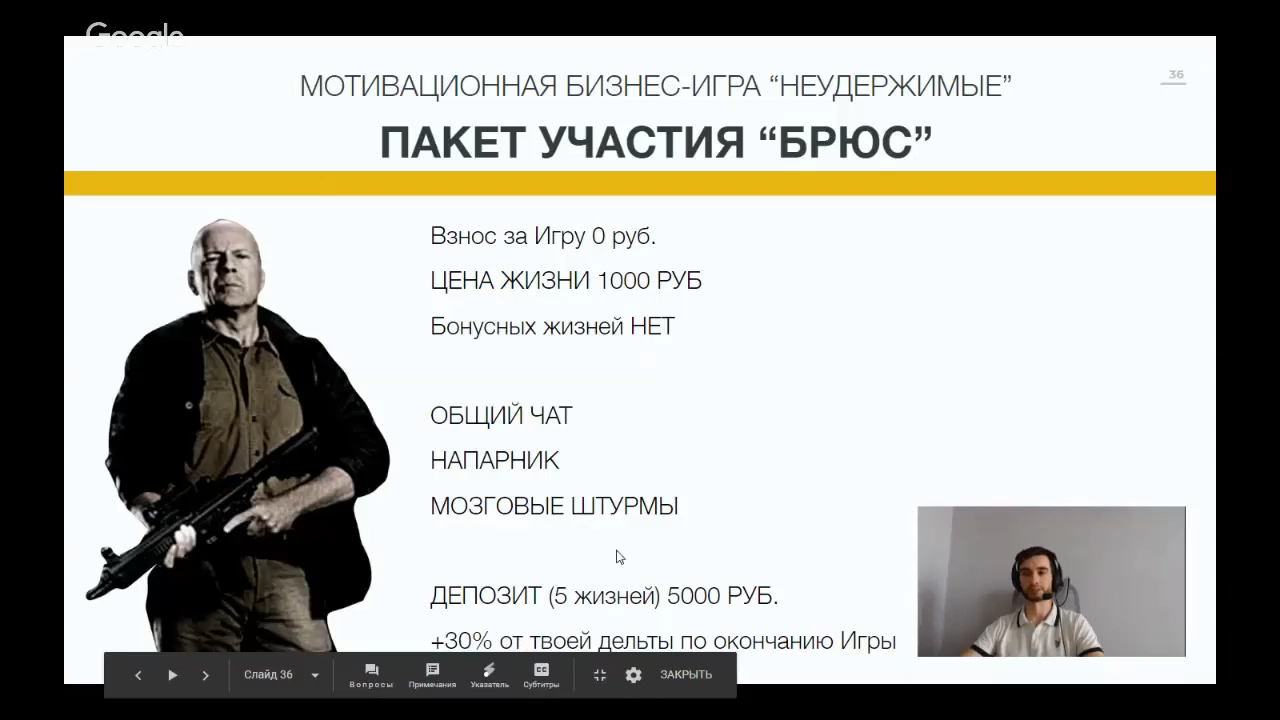 Google
МОТИВАЦИОННАЯ БИЗНЕС-ИГРА “НЕУДЕРЖИМЫЕ”
36
ПАКЕТ УЧАСТИЯ “БРЮС”
Взнос за Игру 0 руб.
ЦЕНА ЖИЗНИ 1000 РУБ
Бонусных жизней НЕТ
ОБЩИЙ ЧАТ
НАПАРНИК
МОЗГОВЫЕ ШТУРМЫ
ДЕПОЗИТ (5 жизней) 5000 РУБ.
+30% от твоей дельты по окончанию Игры
Слайд 36
Вопросы
Примечания
Указатель
CC
Субтитры
ЗАКРЫТЬ